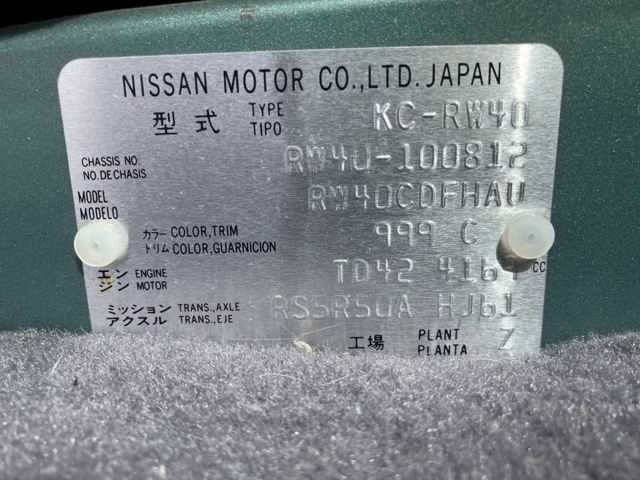 NISSAN MOTOR CO.,LTD. JAPAN
型式 TYPE TIPO KC-RW40
CHASSIS NO. NO.DE CHASIS RW40-100812
MODEL MODELO RW40CDFHAU
カラー トリム COLOR,TRIM COLOR,GUARNICION 999 C
エンジン ENGINE MOTOR TD42 4164 CC
ミッション アクスル TRANS.,AXLE TRANS.,EJE RS5R50A HJ61
工場 PLANT PLANTA Z